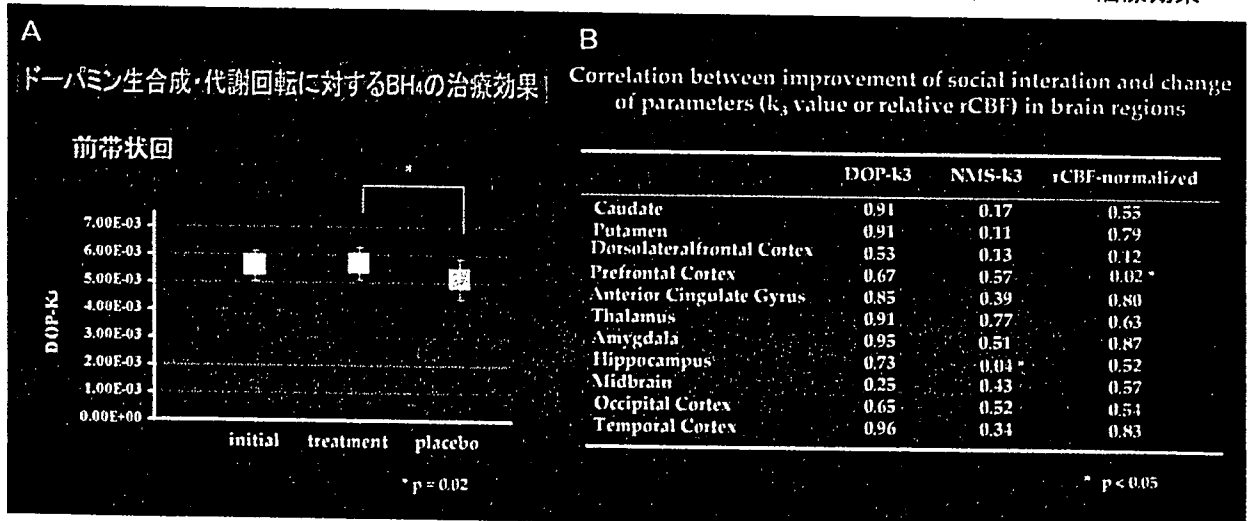 A
ドーパミン生合成・代謝回転に対するBH₄の治療効果
前帯状回
*
7.00E-03
6.00E-03
5.00E-03
4.00E-03
3.00E-03
2.00E-03
1.00E-03
0.00E+00
DOP-k3
initial treatment placebo
* p = 0.02
B
Correlation between improvement of social interation and change
of parameters (k₃ value or relative rCBF) in brain regions
DOP-k3 NMS-k3 rCBF-normalized
Caudate 0.91 0.17 0.55
Putamen 0.91 0.11 0.79
Dorsolateralfrontal Cortex 0.53 0.13 0.12
Prefrontal Cortex 0.67 0.57 0.02 *
Anterior Cingulate Gyrus 0.85 0.39 0.80
Thalamus 0.91 0.77 0.63
Amygdala 0.95 0.51 0.87
Hippocampus 0.73 0.04 * 0.52
Midbrain 0.25 0.43 0.57
Occipital Cortex 0.65 0.52 0.54
Temporal Cortex 0.96 0.34 0.83
* p < 0.05